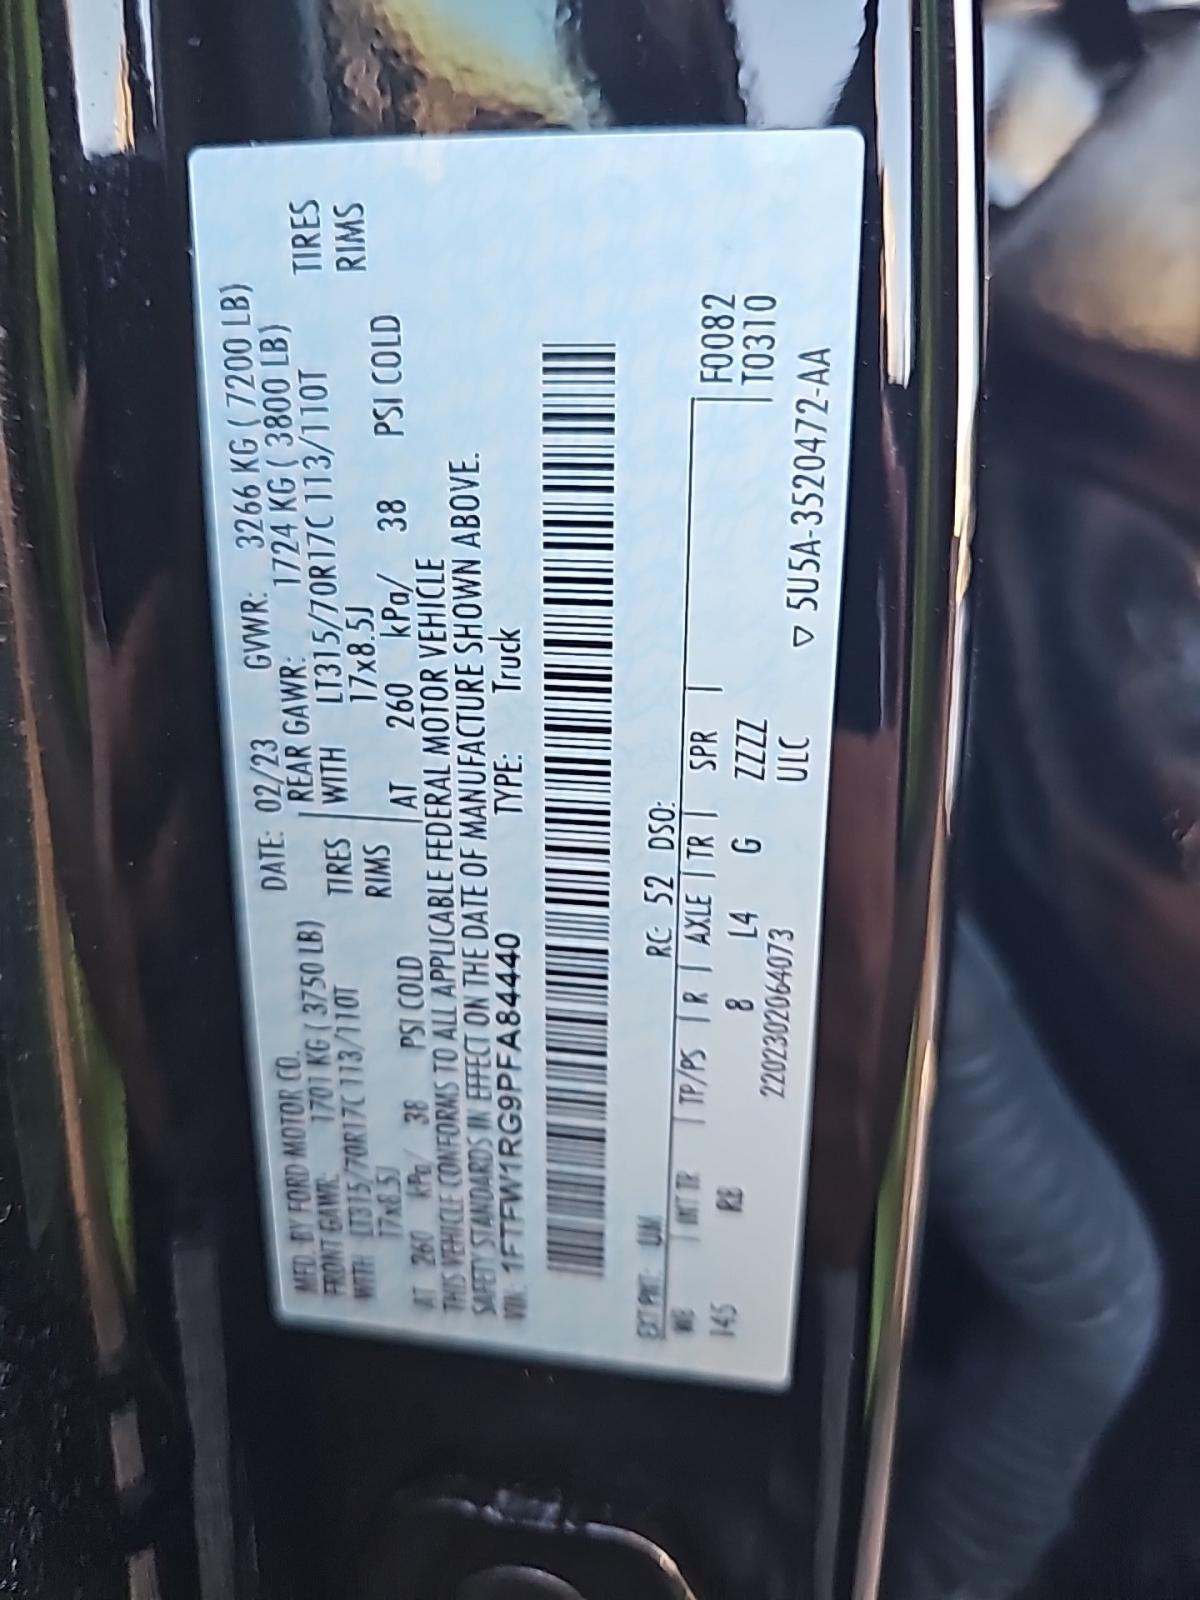 MFD. BY FORD MOTOR CO. DATE: 02/23 GVWR: 3266 KG ( 7200 LB)
FRONT GAWR: 1701 KG ( 3750 LB) REAR GAWR: 1724 KG ( 3800 LB)
WITH LT315/70R17C 113/110T TIRES WITH LT315/70R17C 113/110T TIRES
17x8.5J RIMS 17x8.5J RIMS
AT 260 kPa/ 38 PSI COLD AT 260 kPa/ 38 PSI COLD
THIS VEHICLE CONFORMS TO ALL APPLICABLE FEDERAL MOTOR VEHICLE
SAFETY STANDARDS IN EFFECT ON THE DATE OF MANUFACTURE SHOWN ABOVE.
VIN: 1FTFW1RG9PFA84440 TYPE: Truck
EXT PNT: UM RC: 52 DSO:
WB INT TR TP/PS R AXLE TR SPR F0082
145 RB 8 L4 G ZZZZ T0310
2202302064073 ULC
▽ 5U5A-3520472-AA